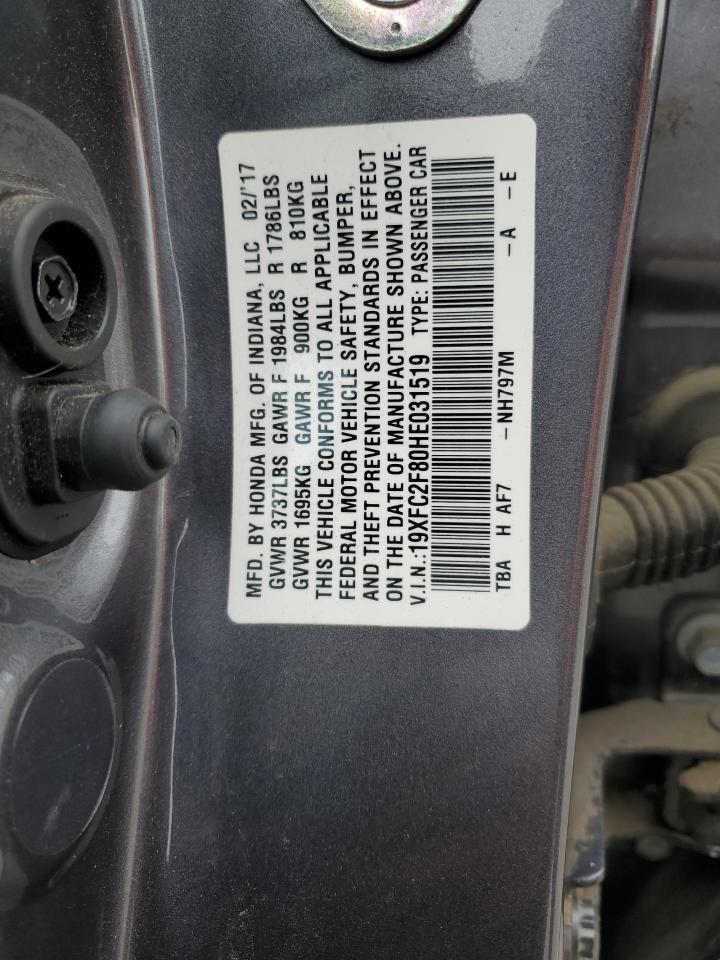 MFD. BY HONDA MFG. OF INDIANA, LLC 02/'17
GVWR 3737LBS GAWR F 1984LBS R 1786LBS
GVWR 1695KG GAWR F 900KG R 810KG
THIS VEHICLE CONFORMS TO ALL APPLICABLE
FEDERAL MOTOR VEHICLE SAFETY, BUMPER,
AND THEFT PREVENTION STANDARDS IN EFFECT
ON THE DATE OF MANUFACTURE SHOWN ABOVE.
V.I.N.:19XFC2F80HE031519 TYPE: PASSENGER CAR
TBA H AF7 -NH797M -A -E